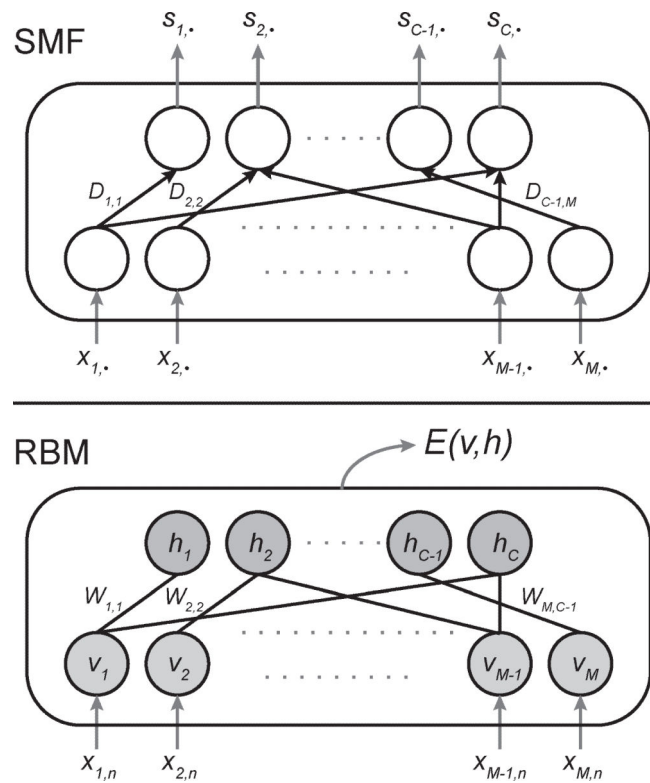 SMF
s1,• s2,• sC-1,• sC,•
D1,1 D2,2 DC-1,M
x1,• x2,• xM-1,• xM,•
RBM
E(v,h)
h1 h2 hC-1 hC
W1,1 W2,2 WM,C-1
v1 v2 vM-1 vM
x1,n x2,n xM-1,n xM,n